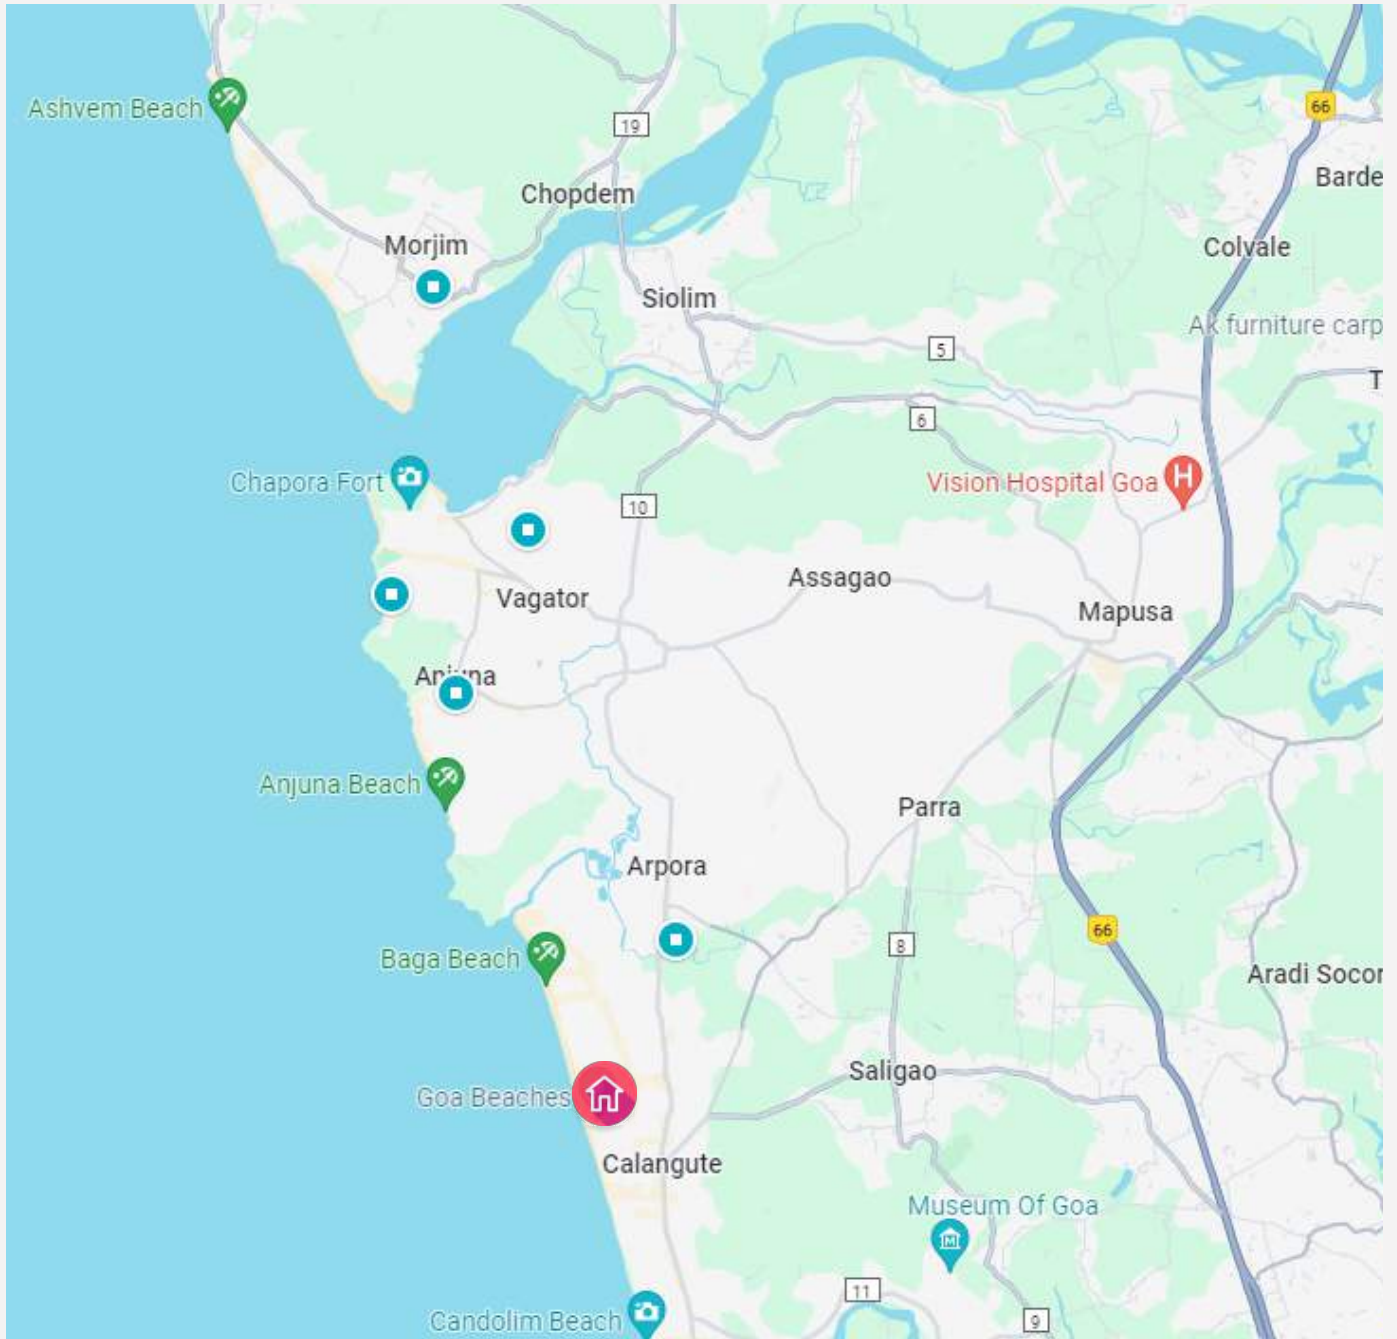 66
Ashvem Beach
19
Barde
Chopdem
Morjim
Colvale
Siolim
Ak furniture carp
5
T
6
Chapora Fort
Vision Hospital Goa
H
10
Assagao
Vagator
Mapusa
Anjuna
Anjuna Beach
Parra
Arpora
66
8
Baga Beach
Aradi Socor
Saligao
Goa Beaches
Calangute
Museum Of Goa
M
11
Candolim Beach
9